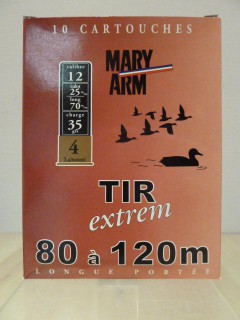 10 CARTOUCHES
MARY
ARM
calibre
12
25
long
70
charge
35
gr
4
TIR
extrem
80 à 120m
LONGUE PORTÉE